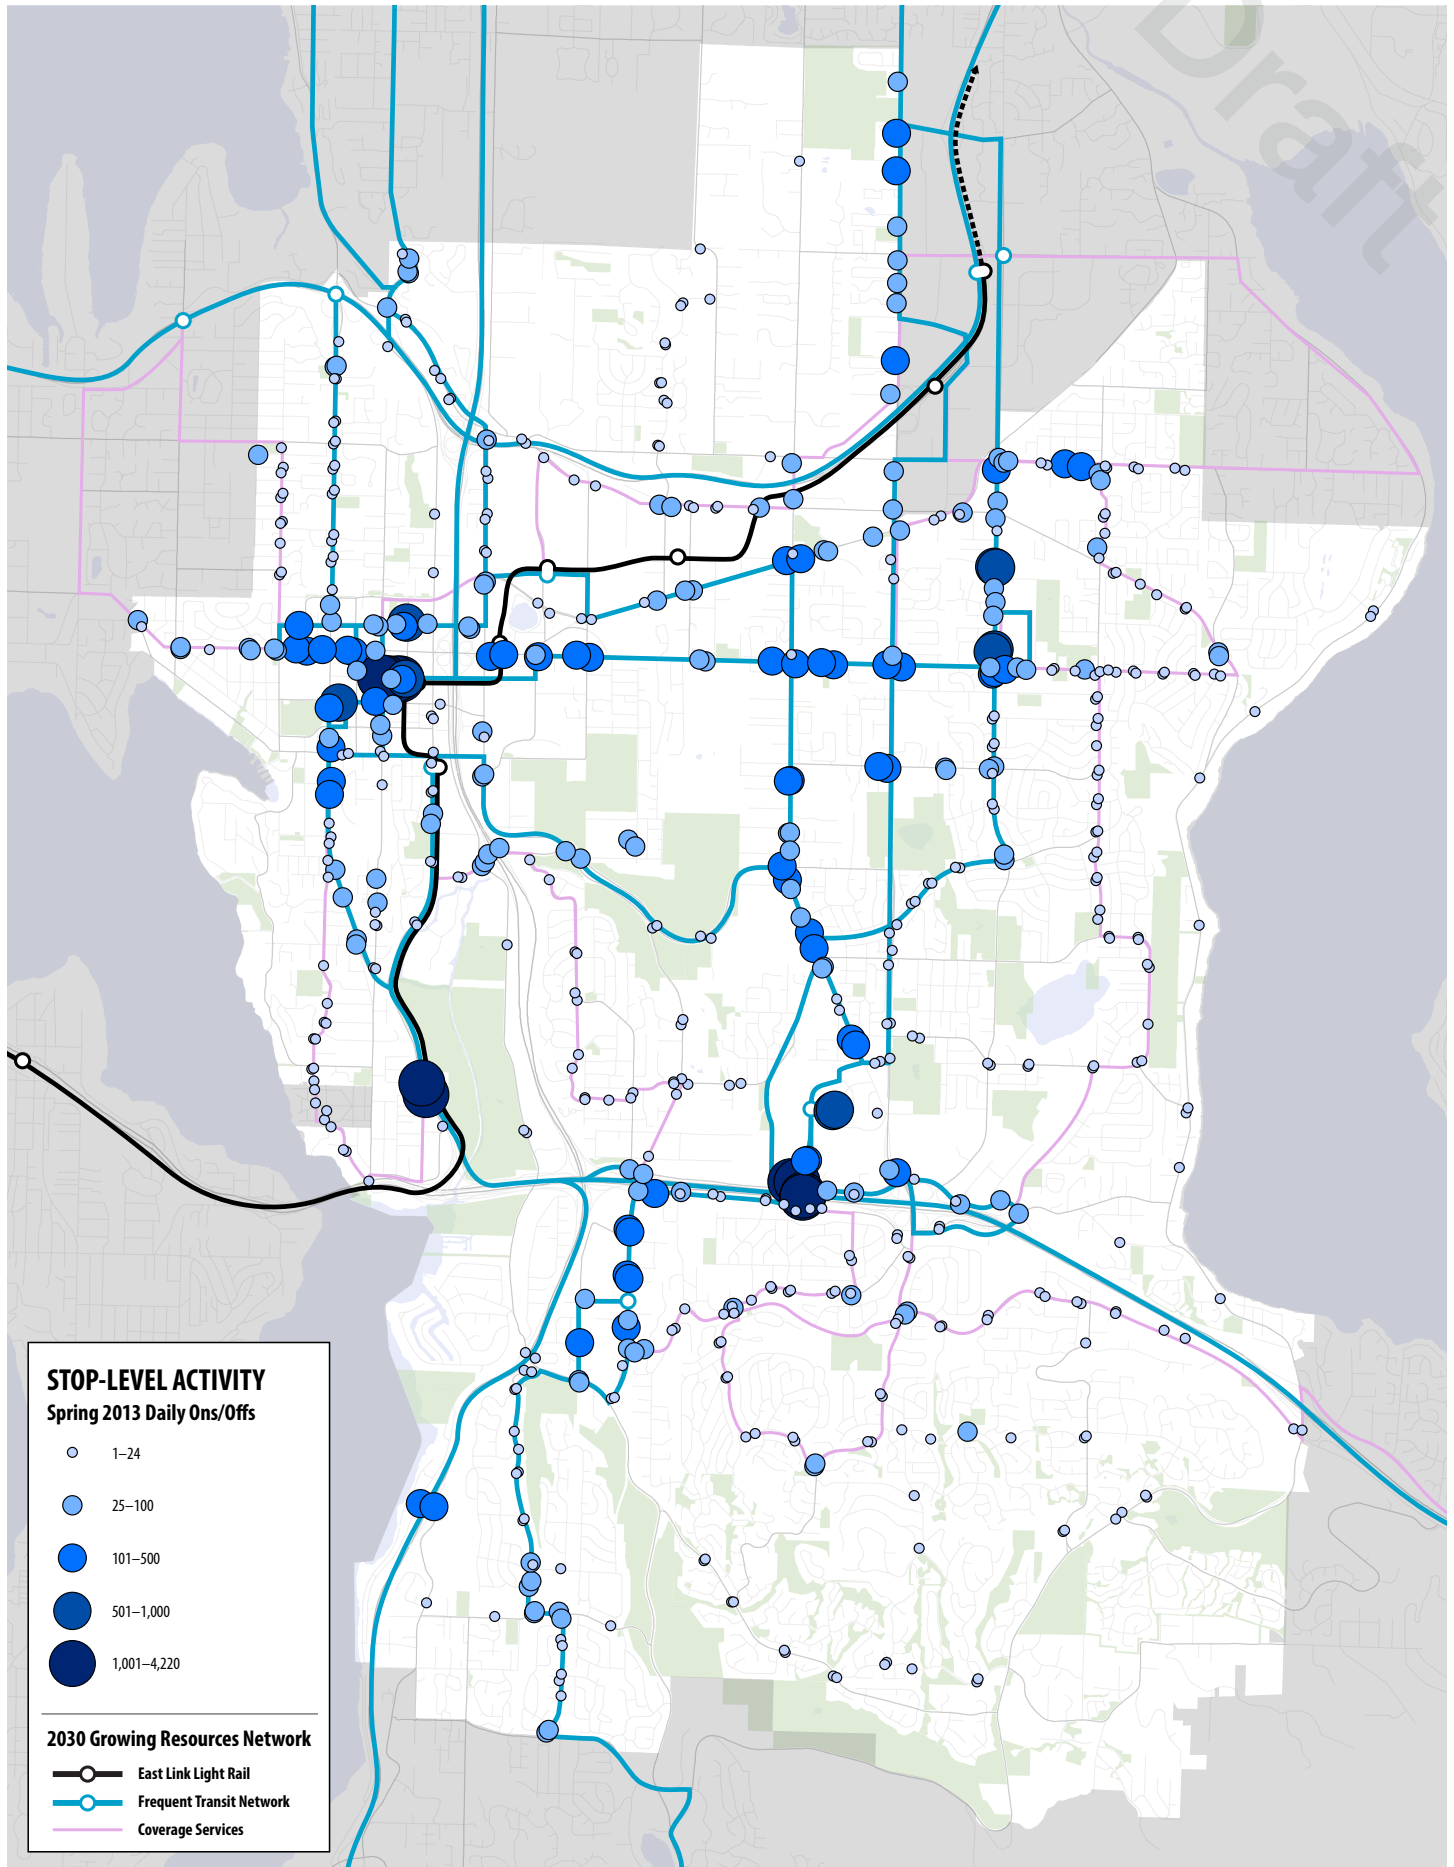 Draft
STOP-LEVEL ACTIVITY
Spring 2013 Daily Ons/Offs
1–24
25–100
101–500
501–1,000
1,001–4,220
2030 Growing Resources Network
East Link Light Rail
Frequent Transit Network
Coverage Services